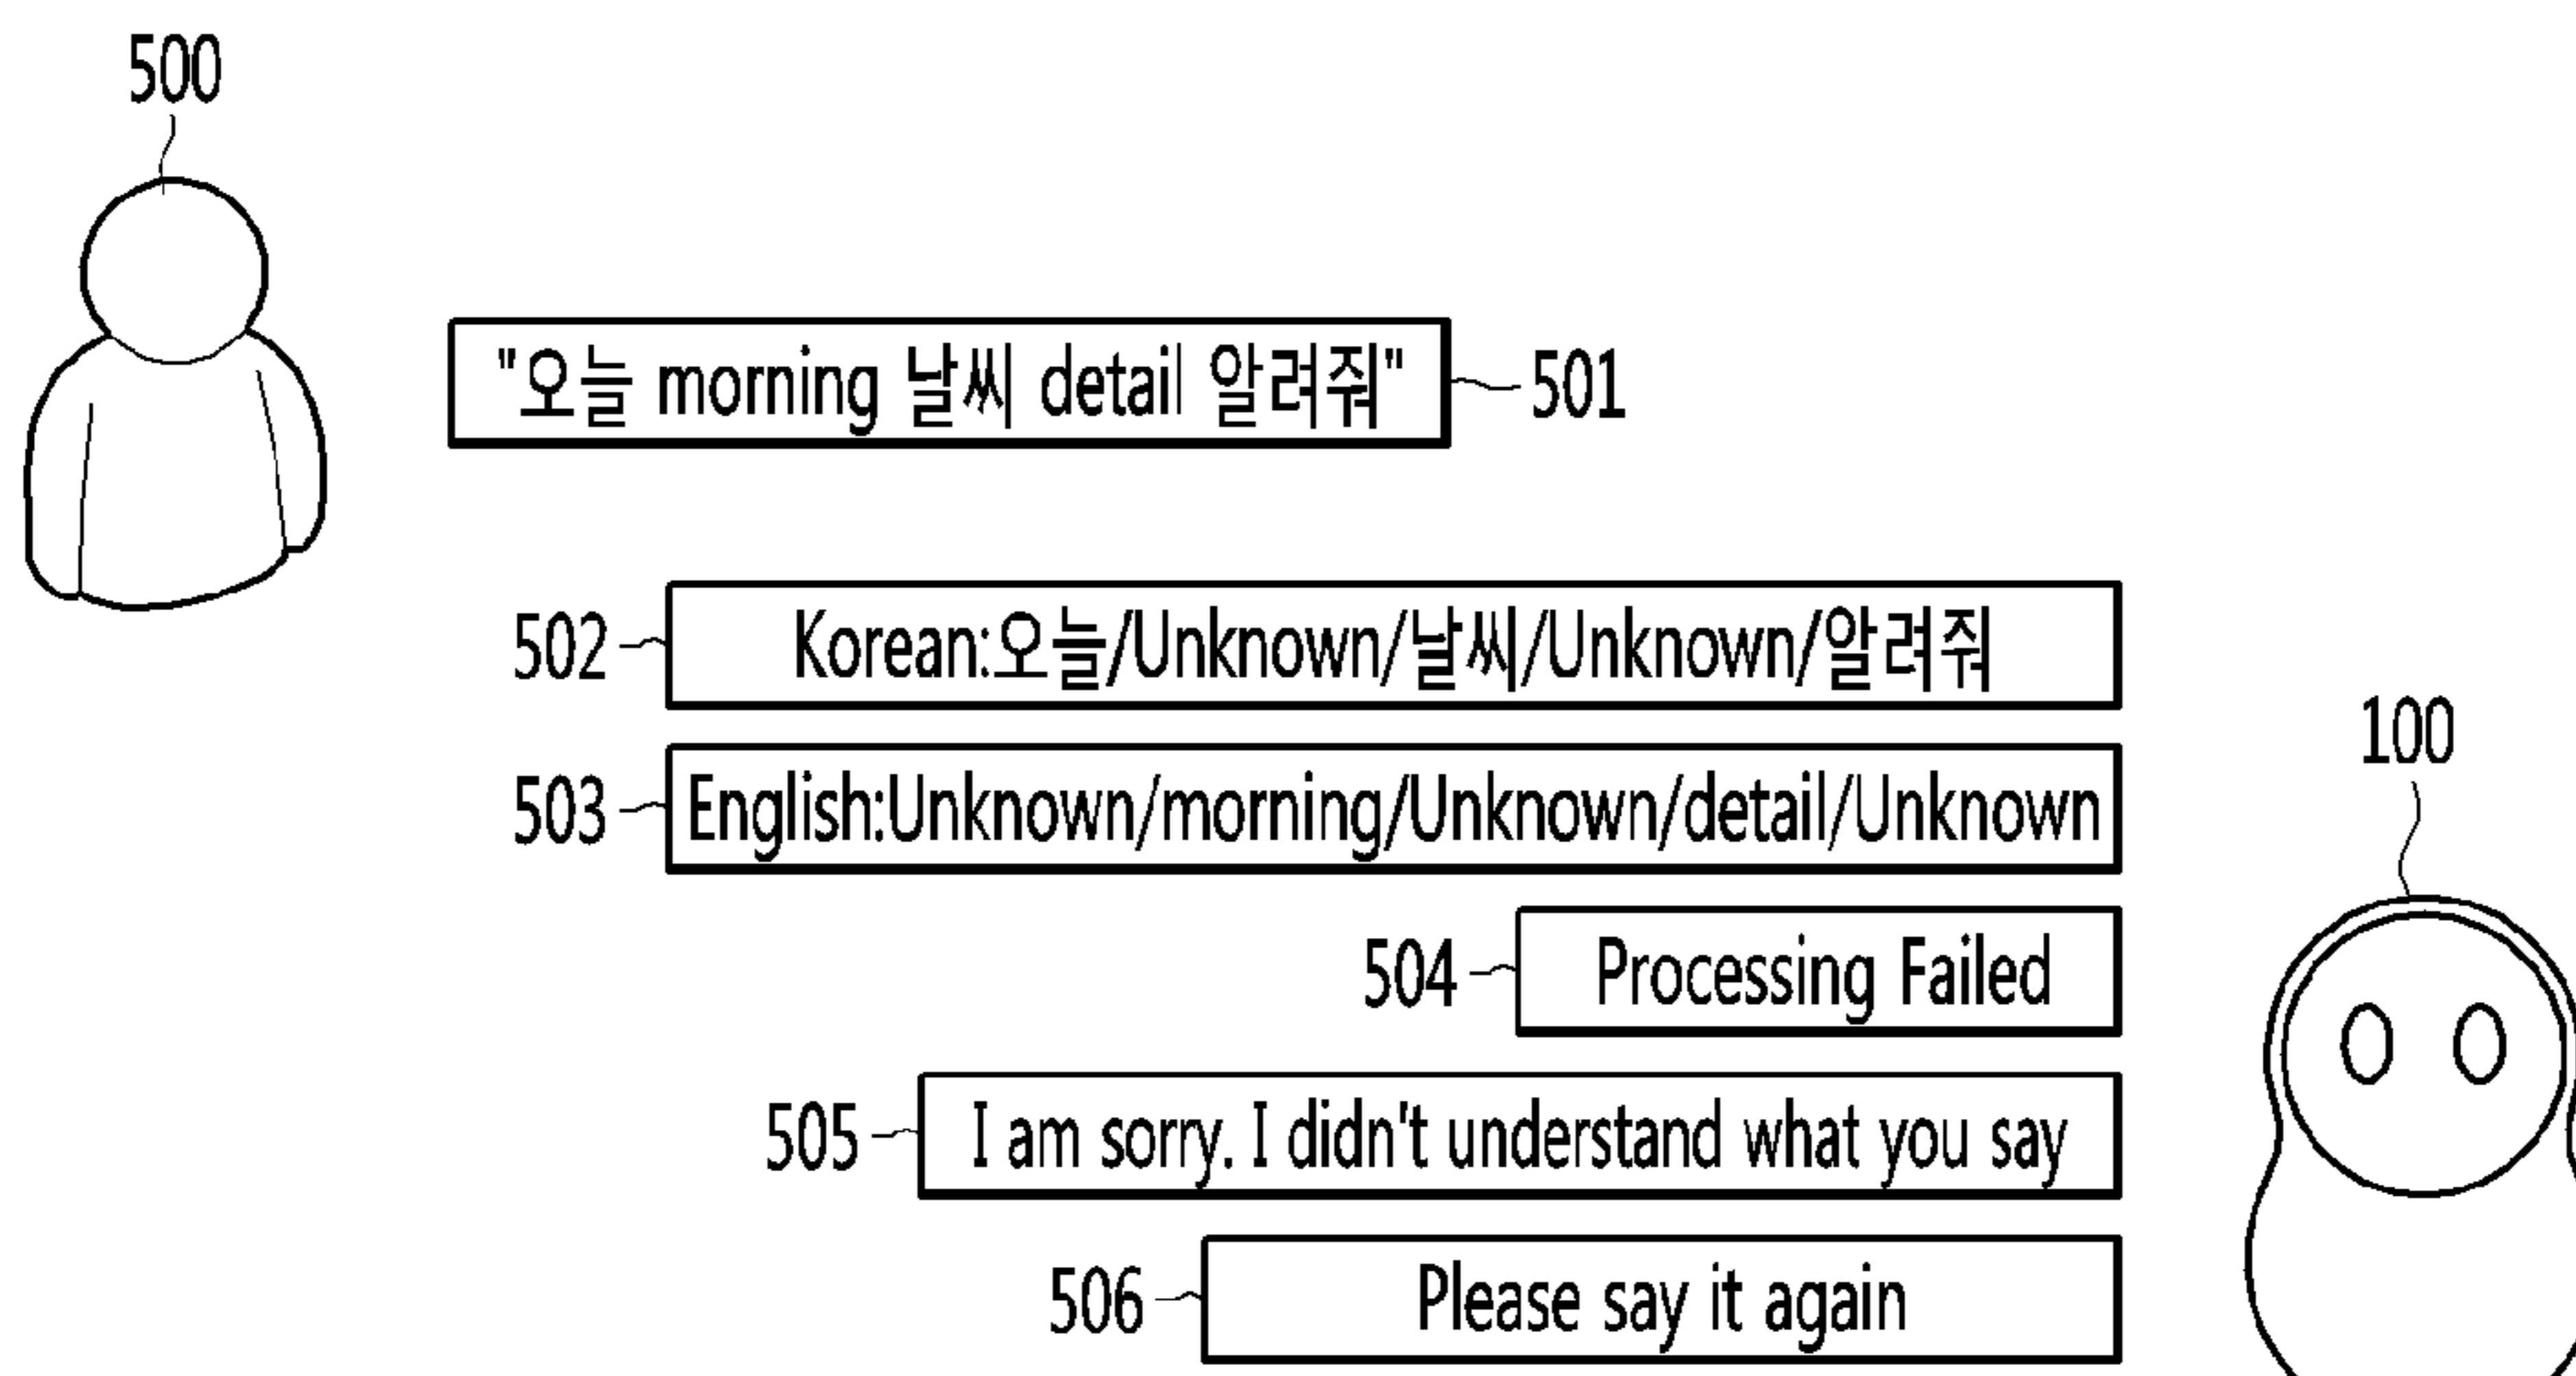 500
"오늘 morning 날씨 detail 알려줘" 501
502 Korean:오늘/Unknown/날씨/Unknown/알려줘
503 English:Unknown/morning/Unknown/detail/Unknown
100
504 Processing Failed
505 I am sorry. I didn't understand what you say
506 Please say it again